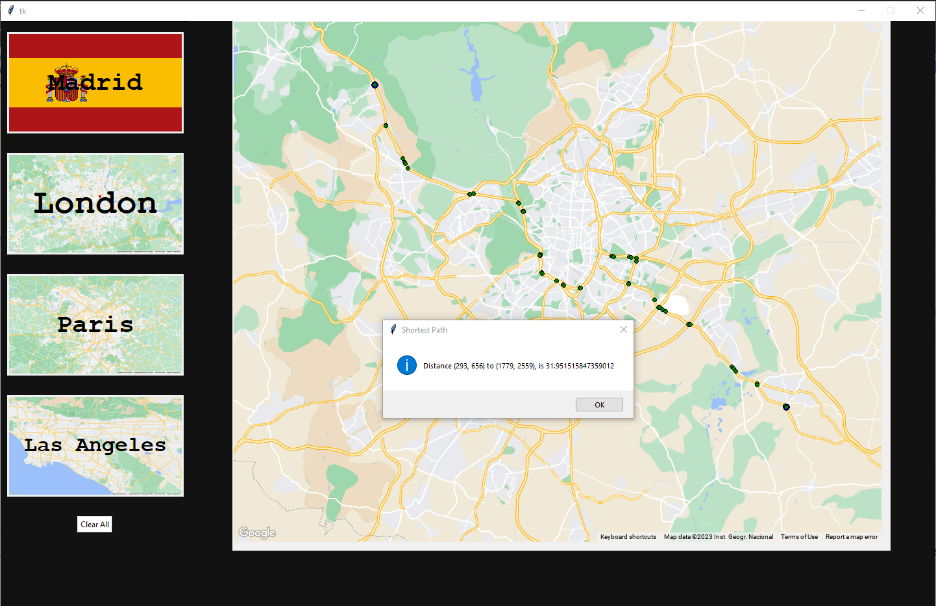 tk
Madrid
London
Paris
Las Angeles
Clear All
Shortest Path
Distance (293, 656) to (1779, 2559), is 31.951515847359012
OK
Google
Keyboard shortcuts Map data ©2023 Inst. Geogr. Nacional Terms of Use Report a map error